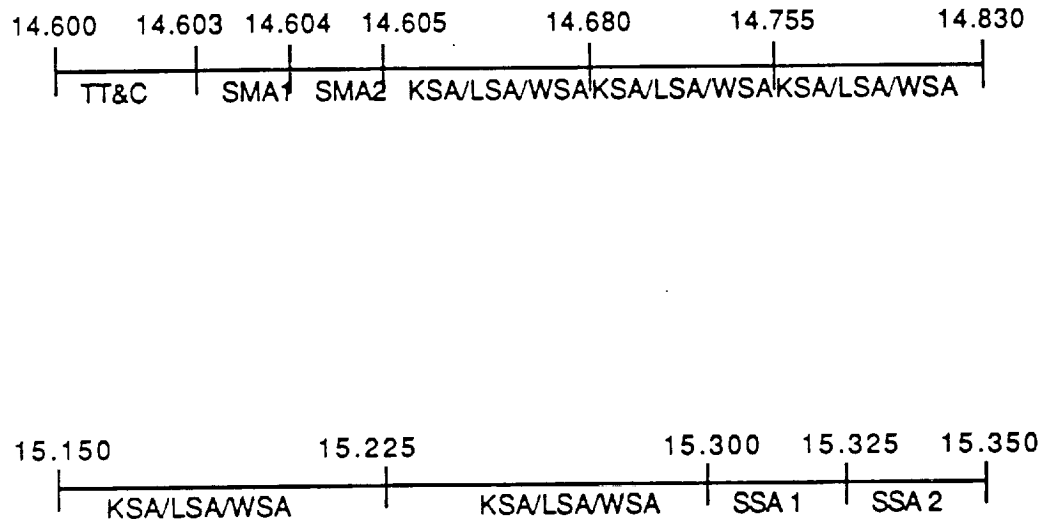 14.600 14.603 14.604 14.605 14.680 14.755 14.830
TT&C SMA1 SMA2 KSA/LSA/WSA KSA/LSA/WSA KSA/LSA/WSA
15.150 15.225 15.300 15.325 15.350
KSA/LSA/WSA KSA/LSA/WSA SSA 1 SSA 2